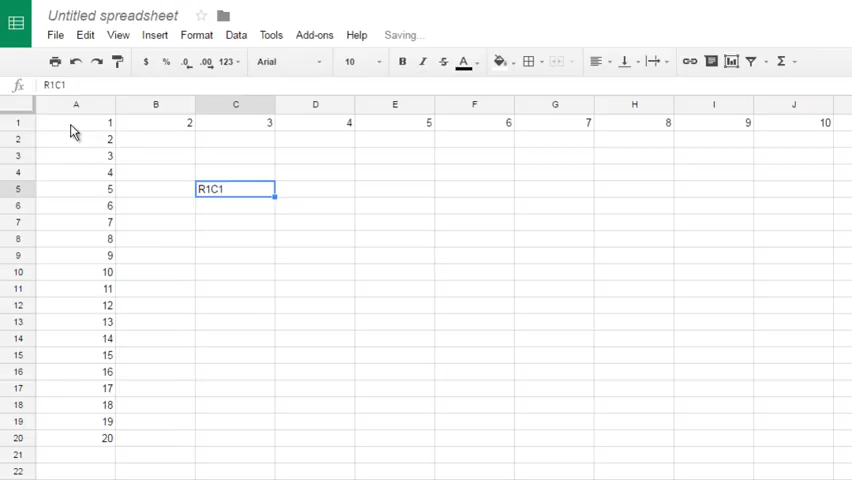 Untitled spreadsheet
File Edit View Insert Format Data Tools Add-ons Help Saving...
$ % .0 .00 123 Arial 10 B I S A Σ
fx R1C1
A B C D E F G H I J
1 1 2 3 4 5 6 7 8 9 10
2 2
3 3
4 4
5 5 R1C1
6 6
7 7
8 8
9 9
10 10
11 11
12 12
13 13
14 14
15 15
16 16
17 17
18 18
19 19
20 20
21
22